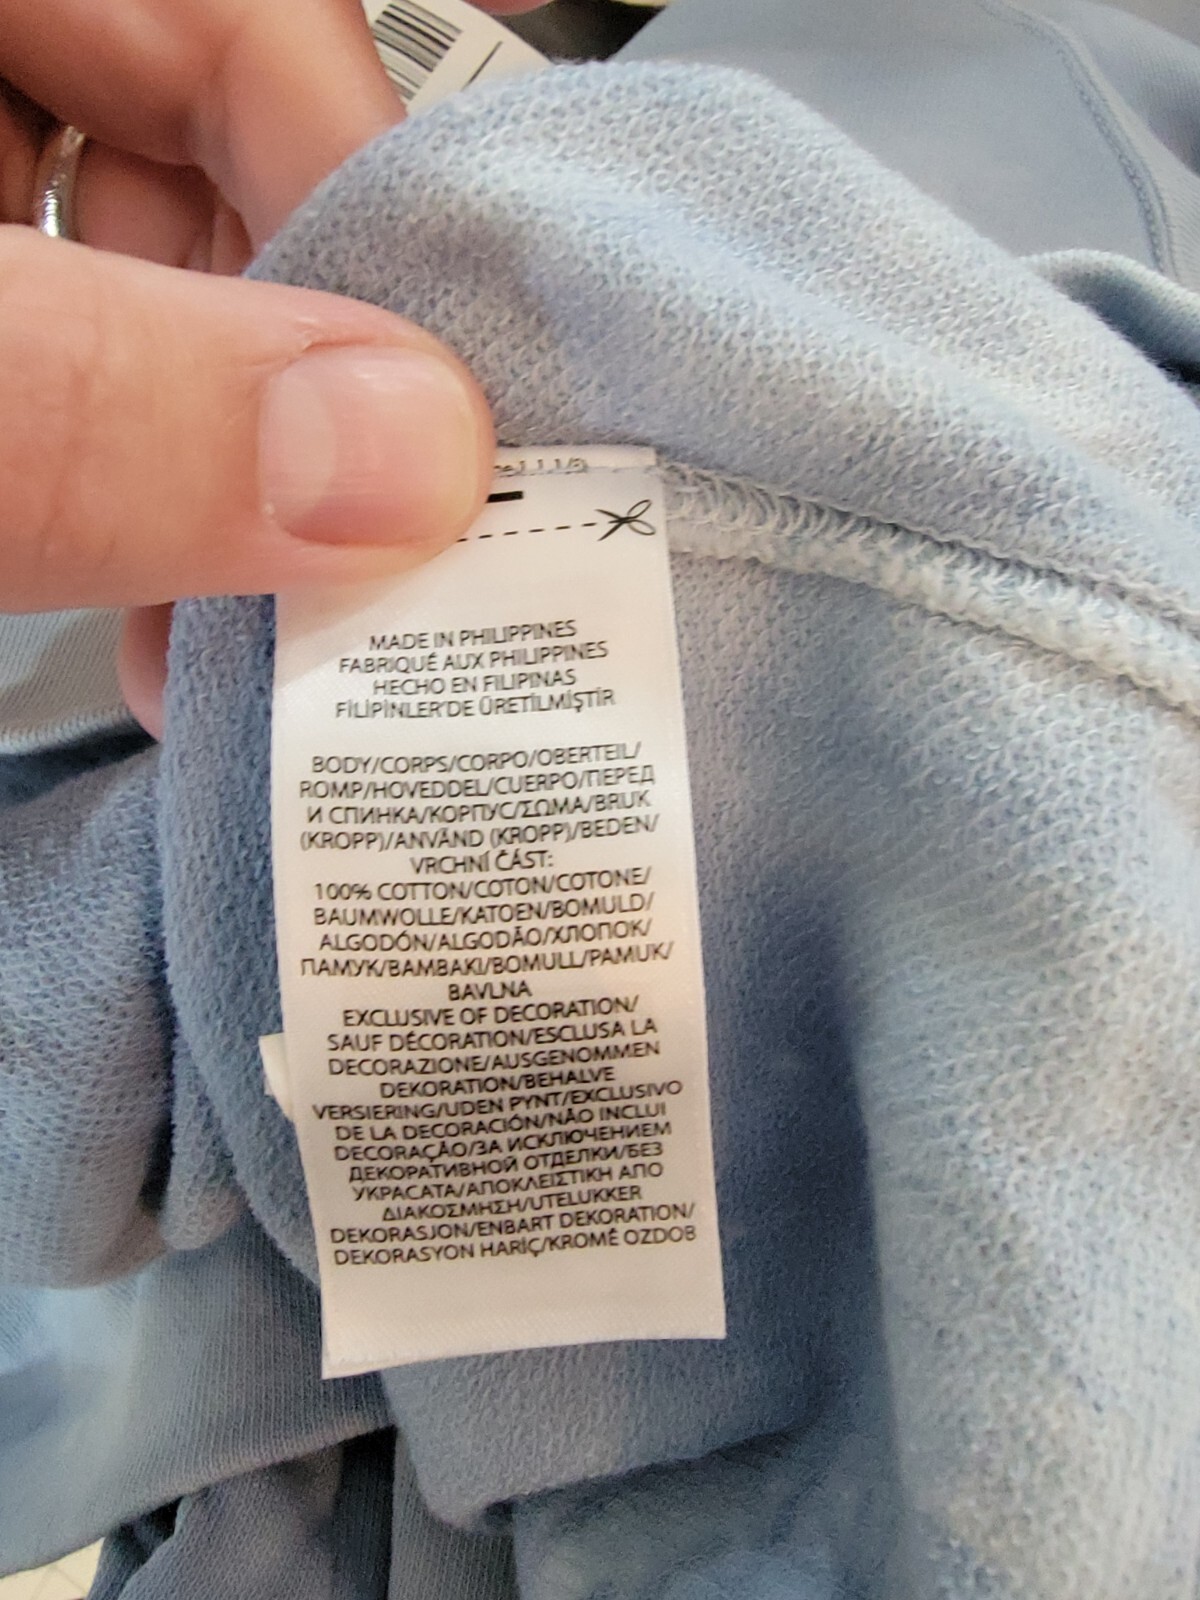 MADE IN PHILIPPINES
FABRIQUÉ AUX PHILIPPINES
HECHO EN FILIPINAS
FİLİPİNLER'DE ÜRETİLMİŞTİR
BODY/CORPS/CORPO/OBERTEIL/
ROMP/HOVEDDEL/CUERPO/ПЕРЕД
И СПИНКА/КОРПУС/ΣΩΜΑ/BRUK
(KROPP)/ANVÄND (KROPP)/BEDEN/
VRCHNÍ ČÁST:
100% COTTON/COTON/COTONE/
BAUMWOLLE/KATOEN/BOMULD/
ALGODÓN/ALGODÃO/ХЛОПОК/
ПАМУК/ΒΑΜΒΑΚΙ/BOMULL/PAMUK/
BAVLNA
EXCLUSIVE OF DECORATION/
SAUF DÉCORATION/ESCLUSA LA
DECORAZIONE/AUSGENOMMEN
DEKORATION/BEHALVE
VERSIERING/UDEN PYNT/EXCLUSIVO
DE LA DECORACIÓN/NÃO INCLUI
DECORAÇÃO/ЗА ИСКЛЮЧЕНИЕМ
ДЕКОРАТИВНОЙ ОТДЕЛКИ/БЕЗ
УКРАСАТА/ΑΠΟΚΛΕΙΣΤΙΚΗ ΑΠΟ
ΔΙΑΚΟΣΜΗΣΗ/UTELUKKER
DEKORASJON/ENBART DEKORATION/
DEKORASYON HARİÇ/KROMĚ OZDOB